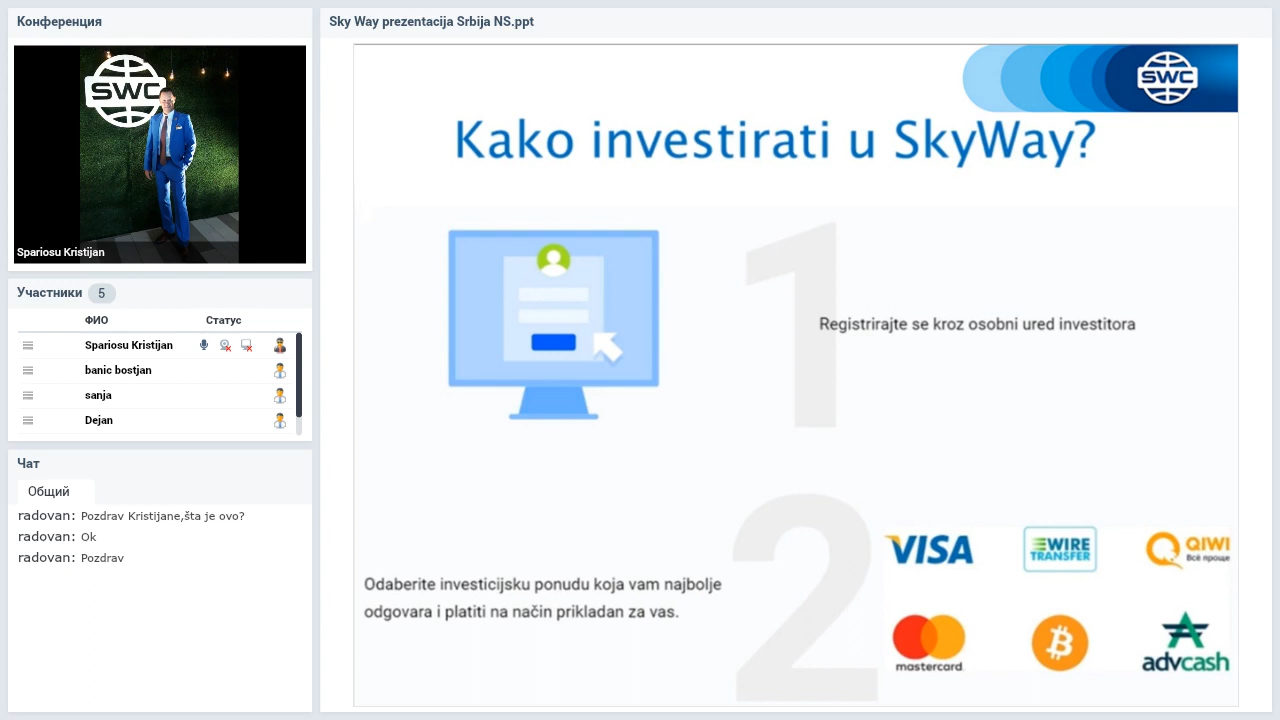 Конференция
SWC
Spariosu Kristijan
Участники 5
ФИО Статус
Spariosu Kristijan
banic bostjan
sanja
Dejan
Чат
Общий
radovan: Pozdrav Kristijane,šta je ovo?
radovan: Ok
radovan: Pozdrav
Sky Way prezentacija Srbija NS.ppt
SWC
Kako investirati u SkyWay?
1
Registrirajte se kroz osobni ured investitora
2
Odaberite investicijsku ponudu koja vam najbolje
odgovara i platiti na način prikladan za vas.
VISA
WIRE
TRANSFER
QIWI
Всё проще
mastercard
advcash